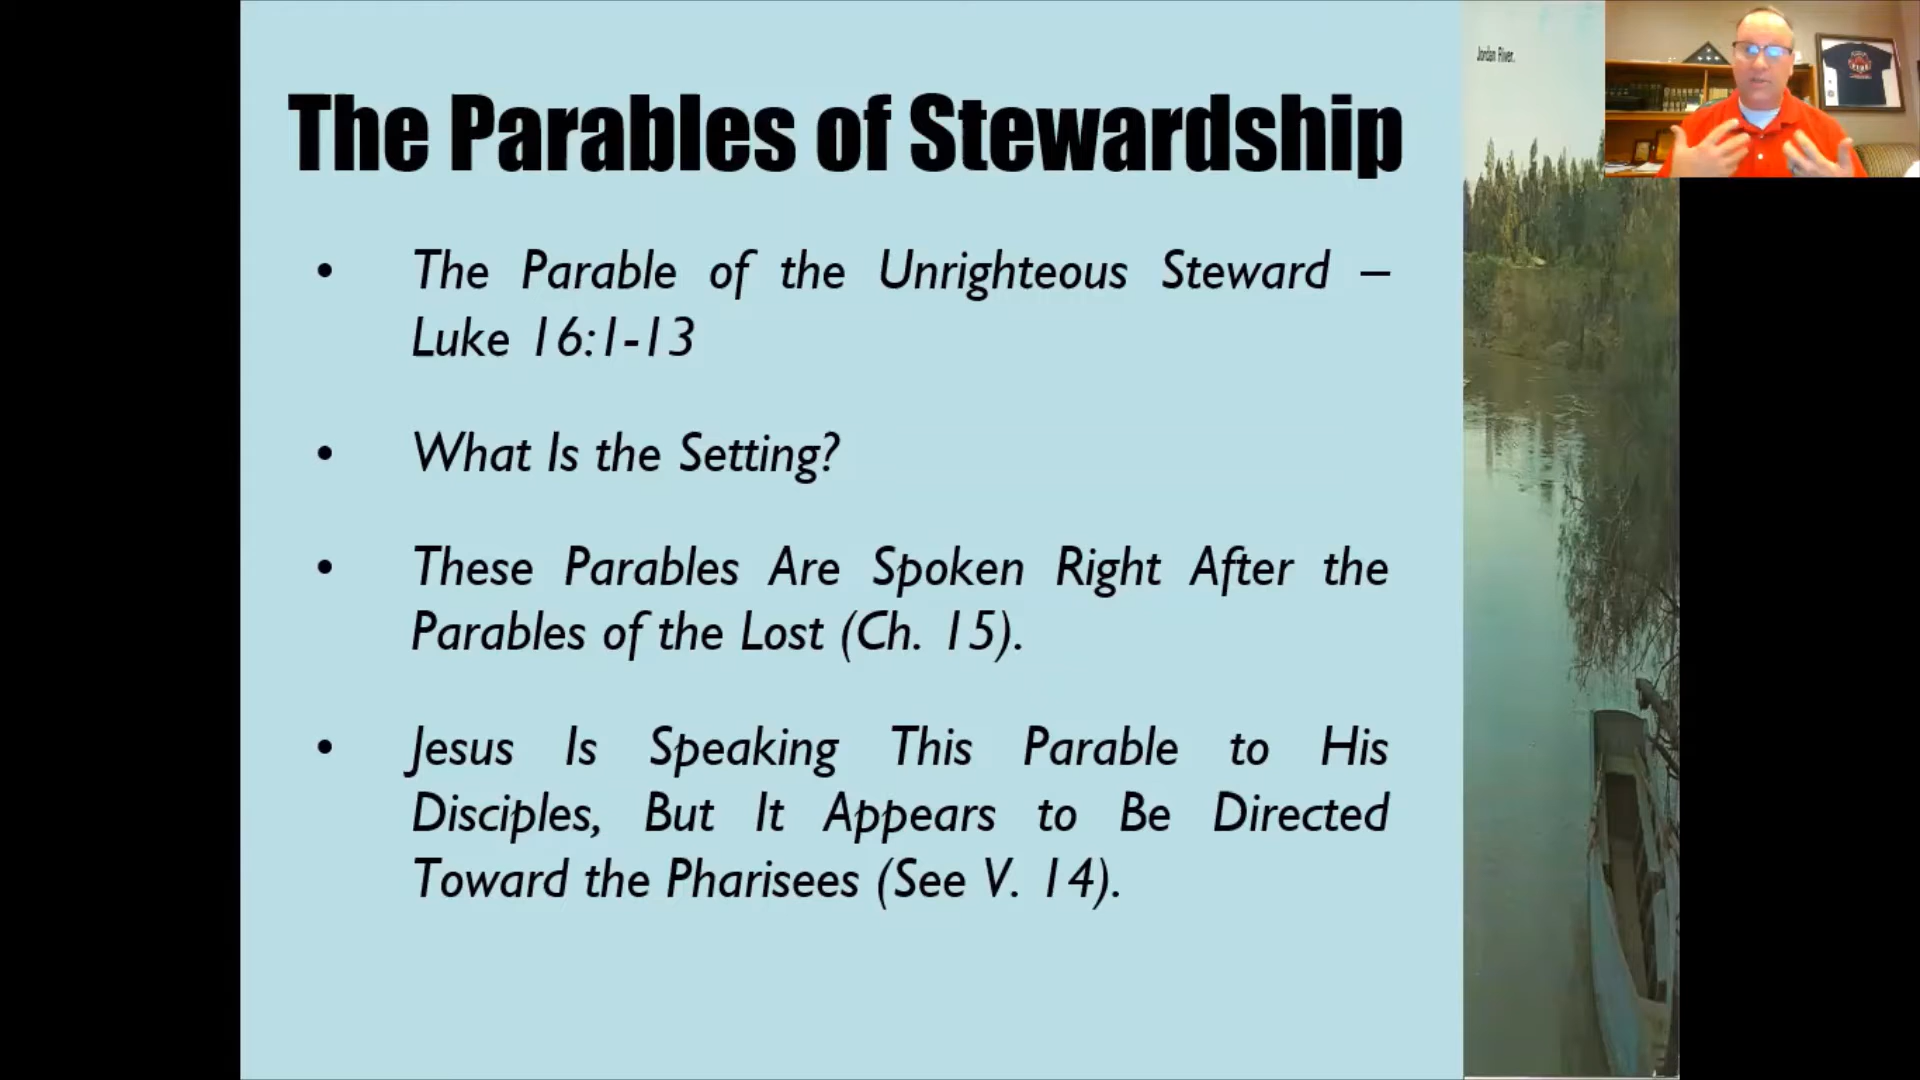 The Parables of Stewardship
Jordan River.
• The Parable of the Unrighteous Steward –
Luke 16:1-13
• What Is the Setting?
• These Parables Are Spoken Right After the
Parables of the Lost (Ch. 15).
• Jesus Is Speaking This Parable to His
Disciples, But It Appears to Be Directed
Toward the Pharisees (See V. 14).